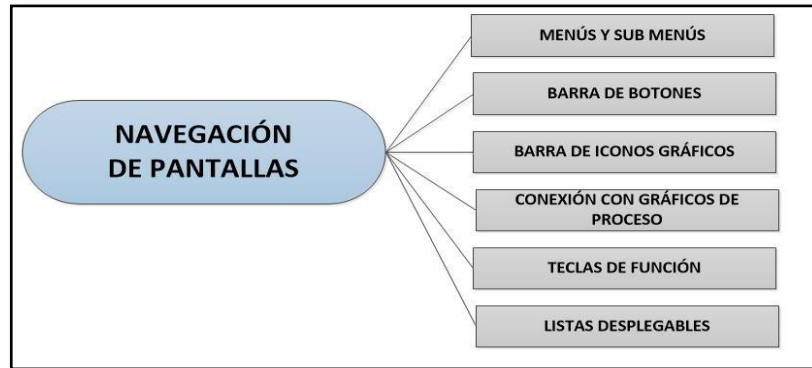 NAVEGACIÓN
DE PANTALLAS
MENÚS Y SUB MENÚS
BARRA DE BOTONES
BARRA DE ICONOS GRÁFICOS
CONEXIÓN CON GRÁFICOS DE
PROCESO
TECLAS DE FUNCIÓN
LISTAS DESPLEGABLES